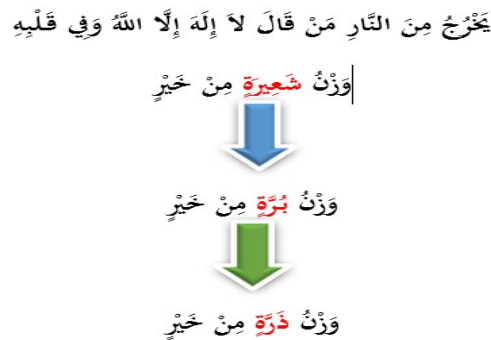 يَخْرُجُ مِنَ النَّارِ مَنْ قَالَ لاَ إِلَهَ إِلَّا اللَّهُ وَفِي قَلْبِهِ
وَزْنُ شَعِيرَةٍ مِنْ خَيْرٍ
وَزْنُ بُرَّةٍ مِنْ خَيْرٍ
وَزْنُ ذَرَّةٍ مِنْ خَيْرٍ